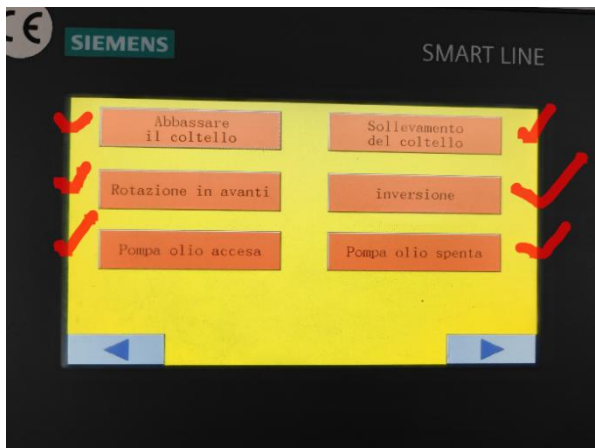 CE
SIEMENS
SMART LINE
Abbassare
il coltello
Sollevamento
del coltello
Rotazione in avanti
inversione
Pompa olio accesa
Pompa olio spenta